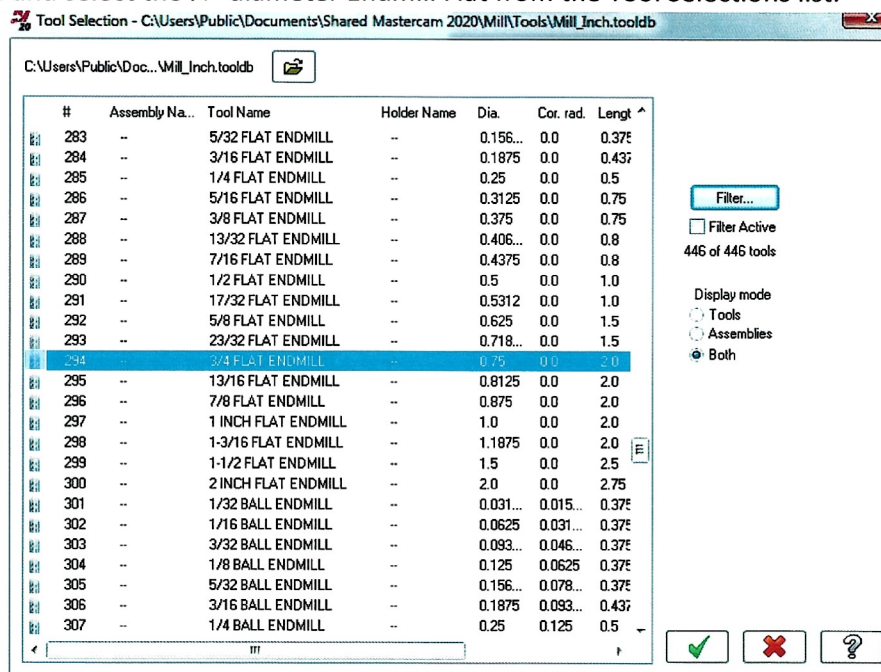 Select the
diameter Endmill Flat from the Tool selections list.
Tool Selection - C:\Users\Public\Documents\Shared Mastercam 2020\Mill\Tools\Mill_Inch.tooldb
C:\Users\Public\Doc...\Mill_Inch.tooldb
# Assembly Na... Tool Name Holder Name Dia. Cor. rad. Lengt
283 -- 5/32 FLAT ENDMILL -- 0.156... 0.0 0.375
284 -- 3/16 FLAT ENDMILL -- 0.1875 0.0 0.437
285 -- 1/4 FLAT ENDMILL -- 0.25 0.0 0.5
286 -- 5/16 FLAT ENDMILL -- 0.3125 0.0 0.75
287 -- 3/8 FLAT ENDMILL -- 0.375 0.0 0.75
288 -- 13/32 FLAT ENDMILL -- 0.406... 0.0 0.8
289 -- 7/16 FLAT ENDMILL -- 0.4375 0.0 0.8
290 -- 1/2 FLAT ENDMILL -- 0.5 0.0 1.0
291 -- 17/32 FLAT ENDMILL -- 0.5312 0.0 1.0
292 -- 5/8 FLAT ENDMILL -- 0.625 0.0 1.5
293 -- 23/32 FLAT ENDMILL -- 0.718... 0.0 1.5
294 -- 3/4 FLAT ENDMILL -- 0.75 0.0 2.0
295 -- 13/16 FLAT ENDMILL -- 0.8125 0.0 2.0
296 -- 7/8 FLAT ENDMILL -- 0.875 0.0 2.0
297 -- 1 INCH FLAT ENDMILL -- 1.0 0.0 2.0
298 -- 1-3/16 FLAT ENDMILL -- 1.1875 0.0 2.0
299 -- 1-1/2 FLAT ENDMILL -- 1.5 0.0 2.5
300 -- 2 INCH FLAT ENDMILL -- 2.0 0.0 2.75
301 -- 1/32 BALL ENDMILL -- 0.031... 0.015... 0.375
302 -- 1/16 BALL ENDMILL -- 0.0625 0.031... 0.375
303 -- 3/32 BALL ENDMILL -- 0.093... 0.046... 0.375
304 -- 1/8 BALL ENDMILL -- 0.125 0.0625 0.375
305 -- 5/32 BALL ENDMILL -- 0.156... 0.078... 0.375
306 -- 3/16 BALL ENDMILL -- 0.1875 0.093... 0.437
307 -- 1/4 BALL ENDMILL -- 0.25 0.125 0.5
Filter...
Filter Active
446 of 446 tools
Display mode
Tools
Assemblies
Both